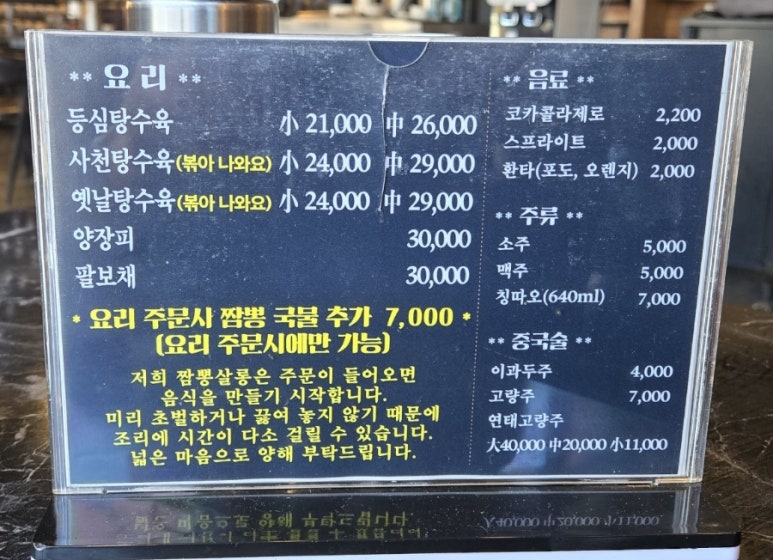 ** 요 리 **
등심탕수육 小 21,000 中 26,000
사천탕수육(볶아 나와요) 小 24,000 中 29,000
옛날탕수육(볶아 나와요) 小 24,000 中 29,000
양장피 30,000
팔보채 30,000
* 요리 주문시 짬뽕 국물 추가 7,000 *
(요리 주문시에만 가능)
저희 짬뽕살롱은 주문이 들어오면
음식을 만들기 시작합니다.
미리 초벌하거나 끓여 놓지 않기 때문에
조리에 시간이 다소 걸릴 수 있습니다.
넓은 마음으로 양해 부탁드립니다.
** 음료 **
코카콜라제로 2,200
스프라이트 2,000
환타(포도, 오렌지) 2,000
** 주류 **
소주 5,000
맥주 5,000
칭따오(640ml) 7,000
** 중국술 **
이과두주 4,000
고량주 7,000
연태고량주
大40,000 中20,000 小11,000